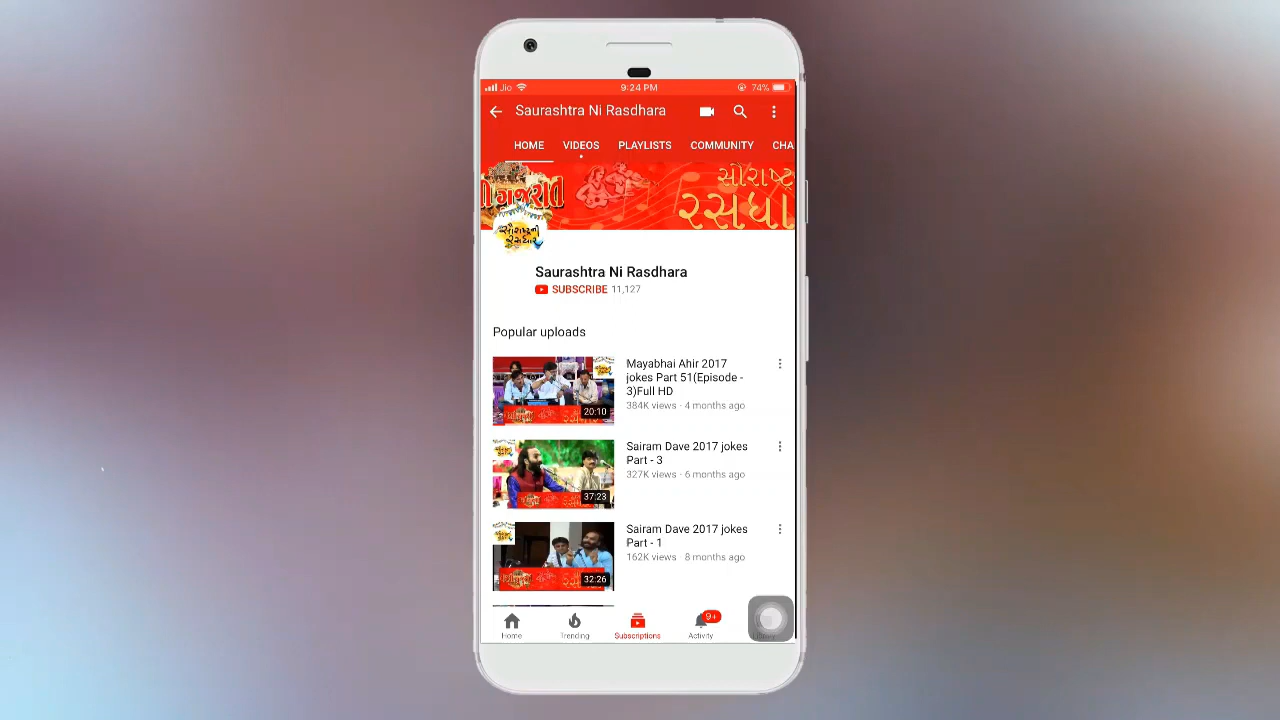 Jio 9:24 PM 74%
Saurashtra Ni Rasdhara
HOME VIDEOS PLAYLISTS COMMUNITY CHA
સૌરાષ્ટ્ર
ગુજરાતી
રસધા
સૌરાષ્ટ્રની
રસધાર
Saurashtra Ni Rasdhara
SUBSCRIBE 11,127
Popular uploads
Mayabhai Ahir 2017
jokes Part 51(Episode -
3)Full HD
20:10
384K views · 4 months ago
Sairam Dave 2017 jokes
Part - 3
327K views · 6 months ago
37:23
Sairam Dave 2017 jokes
Part - 1
162K views · 8 months ago
32:26
9+
Home Trending Subscriptions Activity